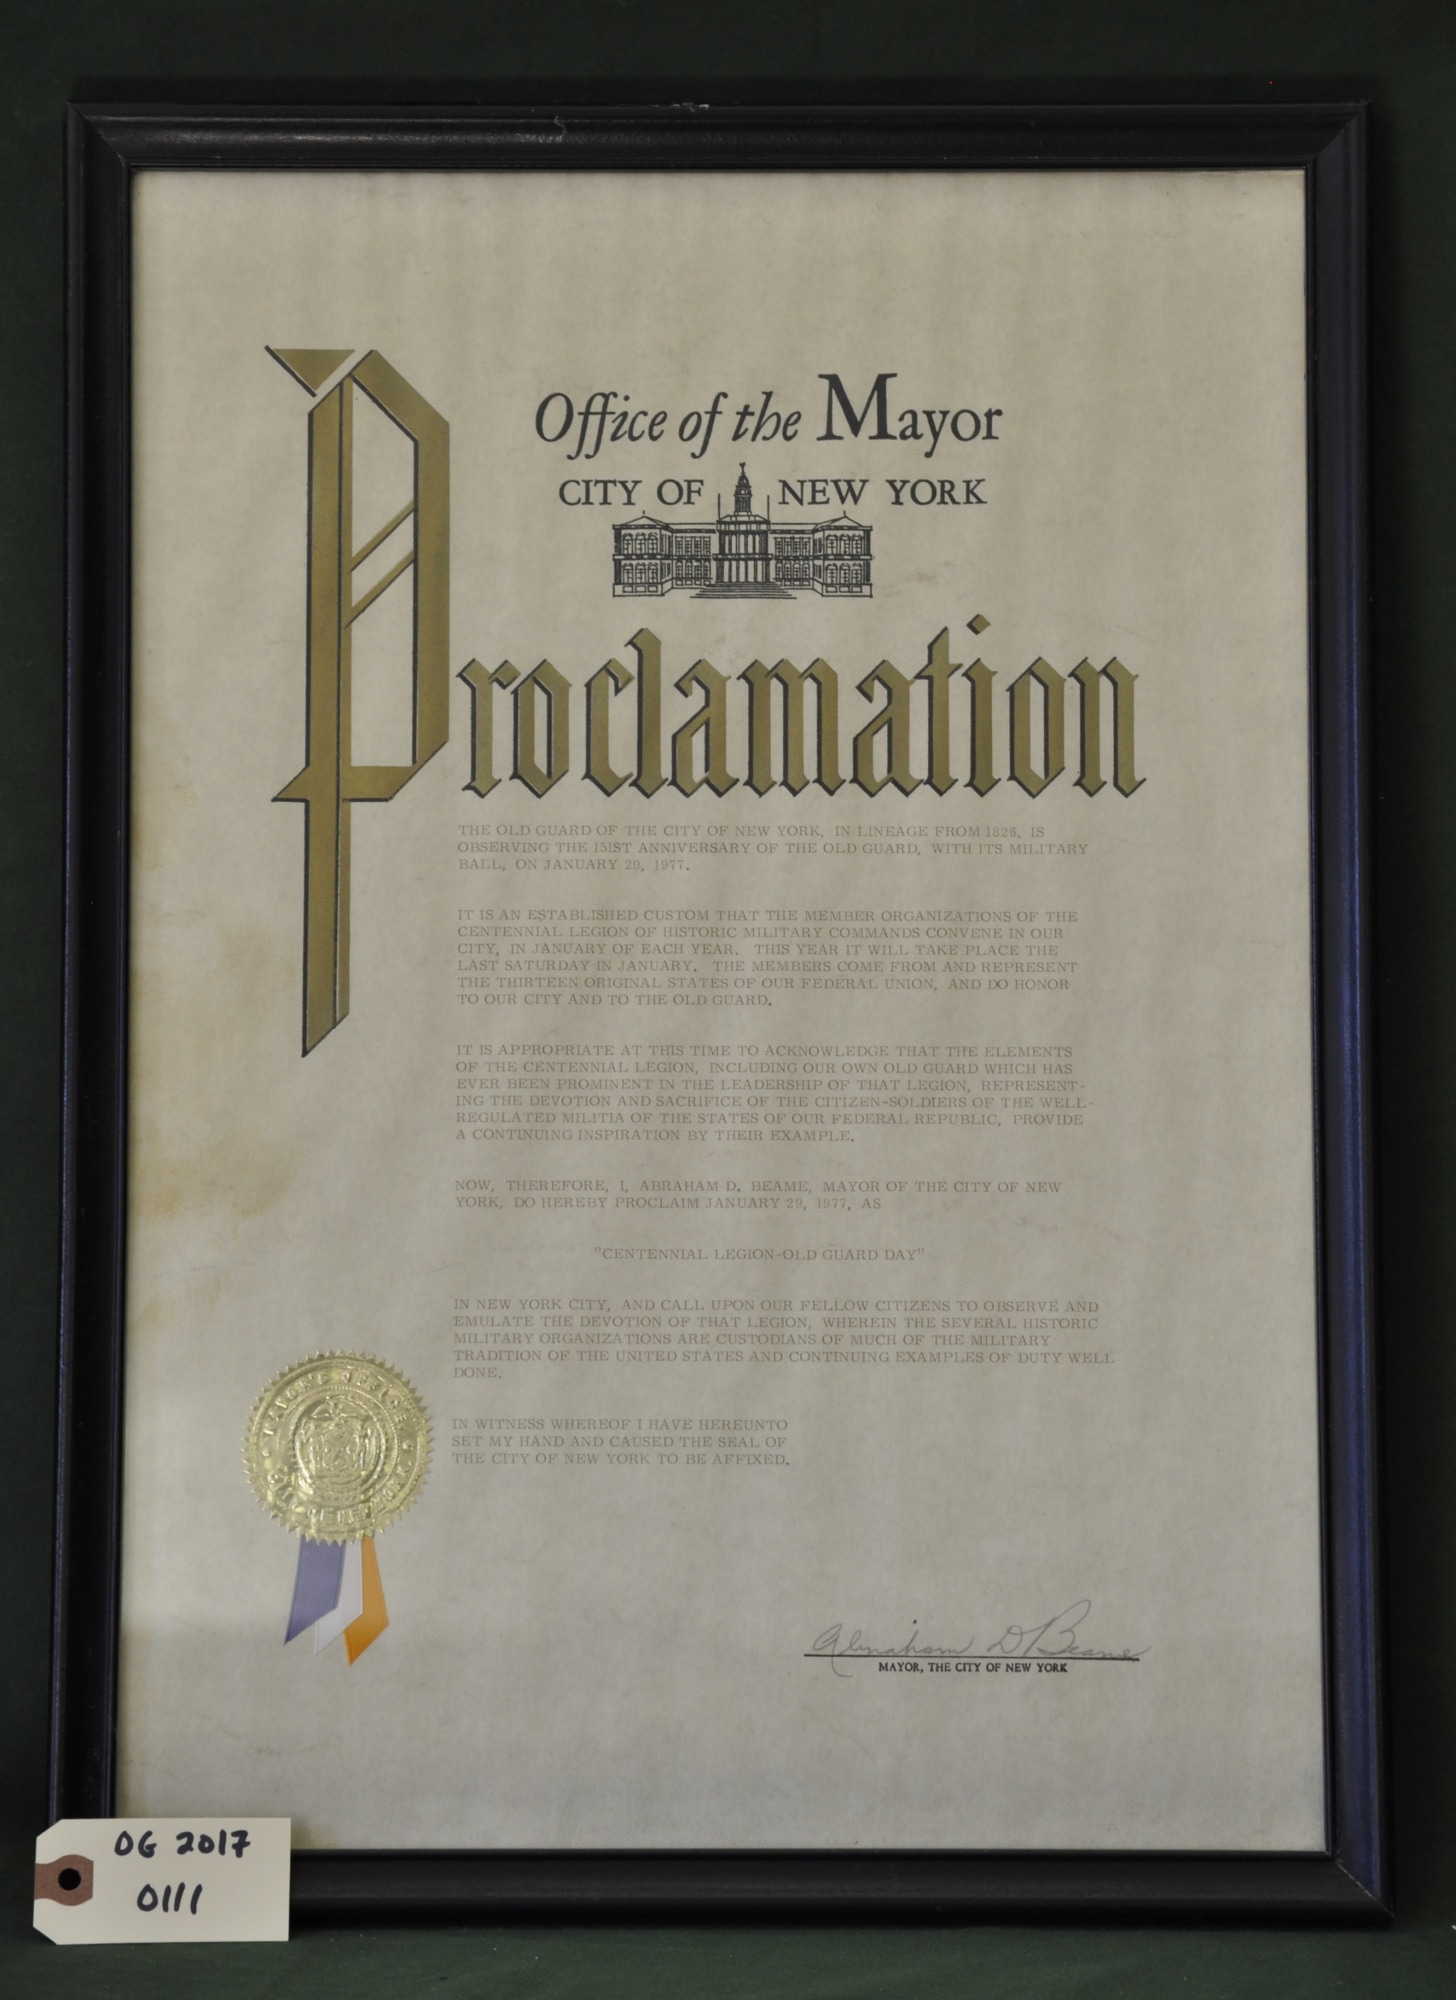 Office of the Mayor
CITY OF NEW YORK
Proclamation
THE OLD GUARD OF THE CITY OF NEW YORK, IN LINEAGE FROM 1826, IS
OBSERVING THE 151ST ANNIVERSARY OF THE OLD GUARD, WITH ITS MILITARY
BALL, ON JANUARY 29, 1977.
IT IS AN ESTABLISHED CUSTOM THAT THE MEMBER ORGANIZATIONS OF THE
CENTENNIAL LEGION OF HISTORIC MILITARY COMMANDS CONVENE IN OUR
CITY, IN JANUARY OF EACH YEAR. THIS YEAR IT WILL TAKE PLACE THE
LAST SATURDAY IN JANUARY. THE MEMBERS COME FROM AND REPRESENT
THE THIRTEEN ORIGINAL STATES OF OUR FEDERAL UNION, AND DO HONOR
TO OUR CITY AND TO THE OLD GUARD.
IT IS APPROPRIATE AT THIS TIME TO ACKNOWLEDGE THAT THE ELEMENTS
OF THE CENTENNIAL LEGION, INCLUDING OUR OWN OLD GUARD WHICH HAS
EVER BEEN PROMINENT IN THE LEADERSHIP OF THAT LEGION, REPRESENT-
ING THE DEVOTION AND SACRIFICE OF THE CITIZEN-SOLDIERS OF THE WELL-
REGULATED MILITIA OF THE STATES OF OUR FEDERAL REPUBLIC, PROVIDE
A CONTINUING INSPIRATION BY THEIR EXAMPLE.
NOW, THEREFORE, I, ABRAHAM D. BEAME, MAYOR OF THE CITY OF NEW
YORK, DO HEREBY PROCLAIM JANUARY 29, 1977, AS
"CENTENNIAL LEGION-OLD GUARD DAY"
IN NEW YORK CITY, AND CALL UPON OUR FELLOW CITIZENS TO OBSERVE AND
EMULATE THE DEVOTION OF THAT LEGION, WHEREIN THE SEVERAL HISTORIC
MILITARY ORGANIZATIONS ARE CUSTODIANS OF MUCH OF THE MILITARY
TRADITION OF THE UNITED STATES AND CONTINUING EXAMPLES OF DUTY WELL
DONE.
IN WITNESS WHEREOF I HAVE HEREUNTO
SET MY HAND AND CAUSED THE SEAL OF
THE CITY OF NEW YORK TO BE AFFIXED.
MAYOR'S OFFICE
CITY OF NEW YORK
Abraham D Beame
MAYOR, THE CITY OF NEW YORK
OG 2017
0111